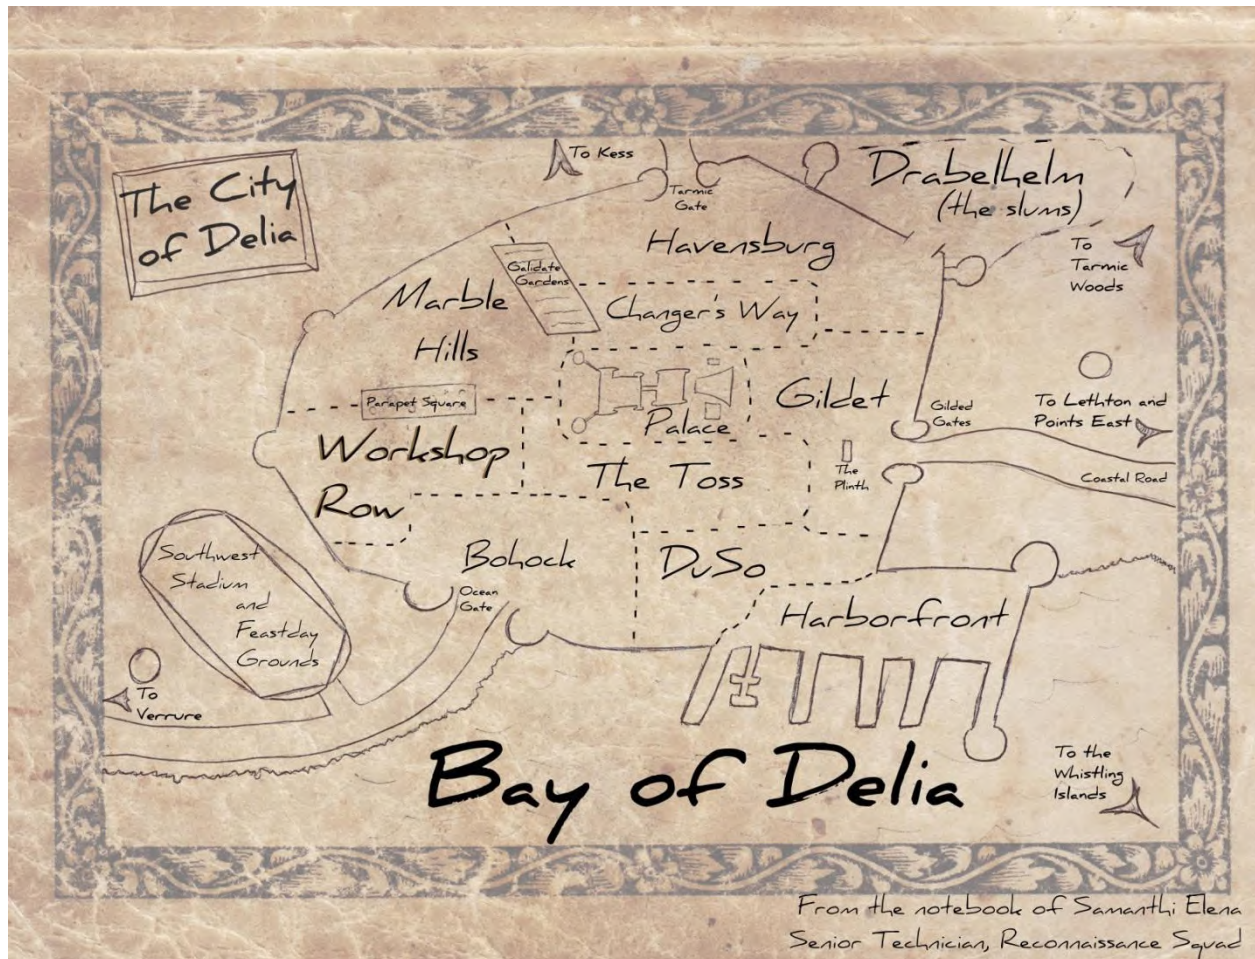 The City
of Delia
To Kess
Tarmic
Gate
Drabelhelm
(the slums)
To
Tarmic
Woods
Havensburg
Galidate
Gardens
Marble
Hills
Changer's Way
Parapet Square
Palace
Gildet
Gilded
Gates
To Lethton and
Points East
Coastal Road
Workshop
Row
The Toss
The
Plinth
Bohock
DuSo
Ocean
Gate
Harborfront
Southwest
Stadium
and
Feastday
Grounds
To
Verrure
Bay of Delia
To the
Whistling
Islands
From the notebook of Samanthi Elena
Senior Technician, Reconnaissance Squad